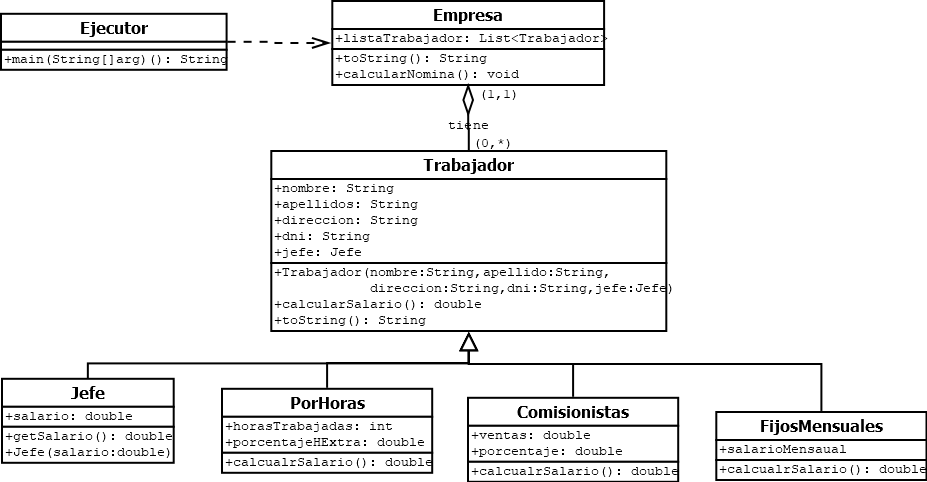 Ejecutor
+main(String[]arg)(): String
Empresa
+listaTrabajador: List<Trabajador>
+toString(): String
+calcularNomina(): void
(1,1)
tiene
(0,*)
Trabajador
+nombre: String
+apellidos: String
+direccion: String
+dni: String
+jefe: Jefe
+Trabajador(nombre:String,apellido:String,
direccion:String,dni:String,jefe:Jefe)
+calcularSalario(): double
+toString(): String
Jefe
+salario: double
+getSalario(): double
+Jefe(salario:double)
PorHoras
+horasTrabajadas: int
+porcentajeHExtra: double
+calcualrSalario(): double
Comisionistas
+ventas: double
+porcentaje: double
+calcualrSalario(): double
FijosMensuales
+salarioMensaual
+calcualrSalario(): double